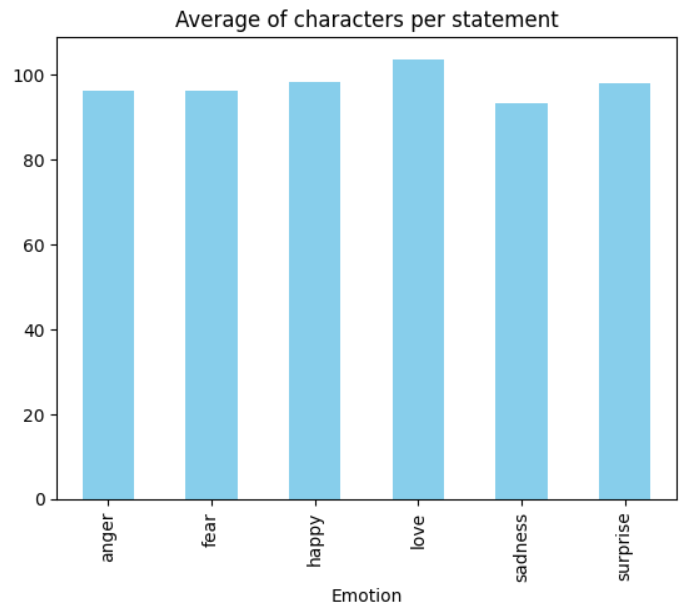 Average of characters per statement
100
80
60
40
20
0
anger
fear
happy
love
sadness
surprise
Emotion